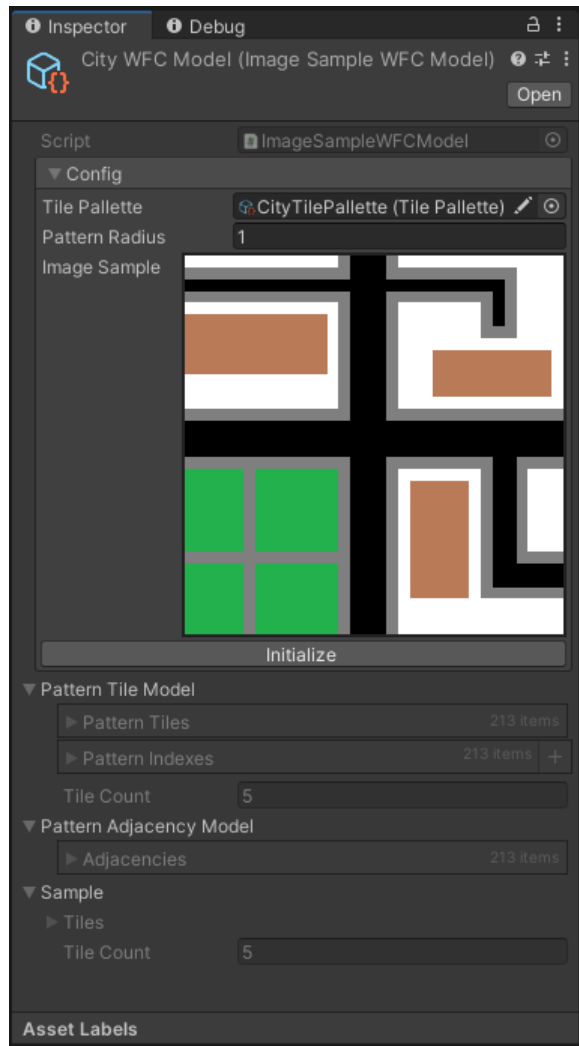 Inspector Debug
City WFC Model (Image Sample WFC Model)
Open
Script ImageSampleWFCModel
Config
Tile Pallette CityTilePallette (Tile Pallette)
Pattern Radius 1
Image Sample
Initialize
Pattern Tile Model
Pattern Tiles 213 items
Pattern Indexes 213 items +
Tile Count 5
Pattern Adjacency Model
Adjacencies 213 items
Sample
Tiles
Tile Count 5
Asset Labels